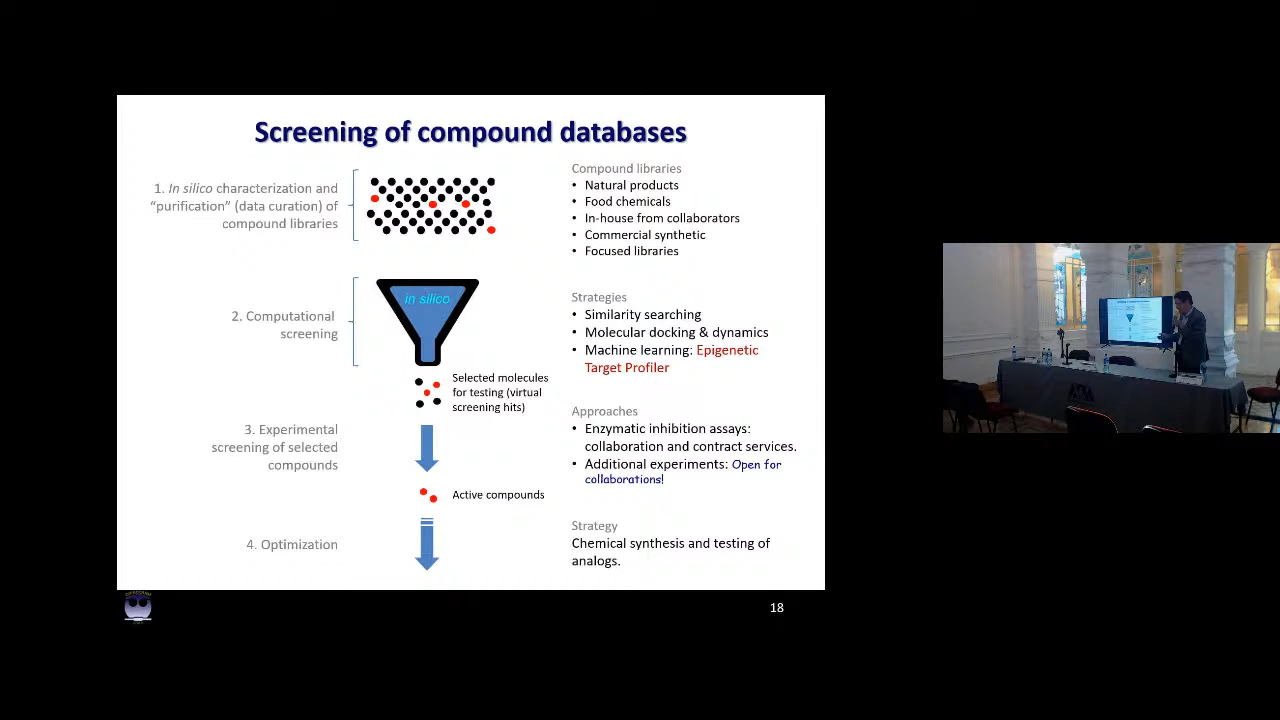 Screening of compound databases
1. In silico characterization and
“purification” (data curation) of
compound libraries
Compound libraries
• Natural products
• Food chemicals
• In-house from collaborators
• Commercial synthetic
• Focused libraries
2. Computational
screening
in silico
Strategies
• Similarity searching
• Molecular docking & dynamics
• Machine learning: Epigenetic
Target Profiler
Selected molecules
for testing (virtual
screening hits)
3. Experimental
screening of selected
compounds
Approaches
• Enzymatic inhibition assays:
collaboration and contract services.
• Additional experiments: Open for
collaborations!
Active compounds
4. Optimization
Strategy
Chemical synthesis and testing of
analogs.
18